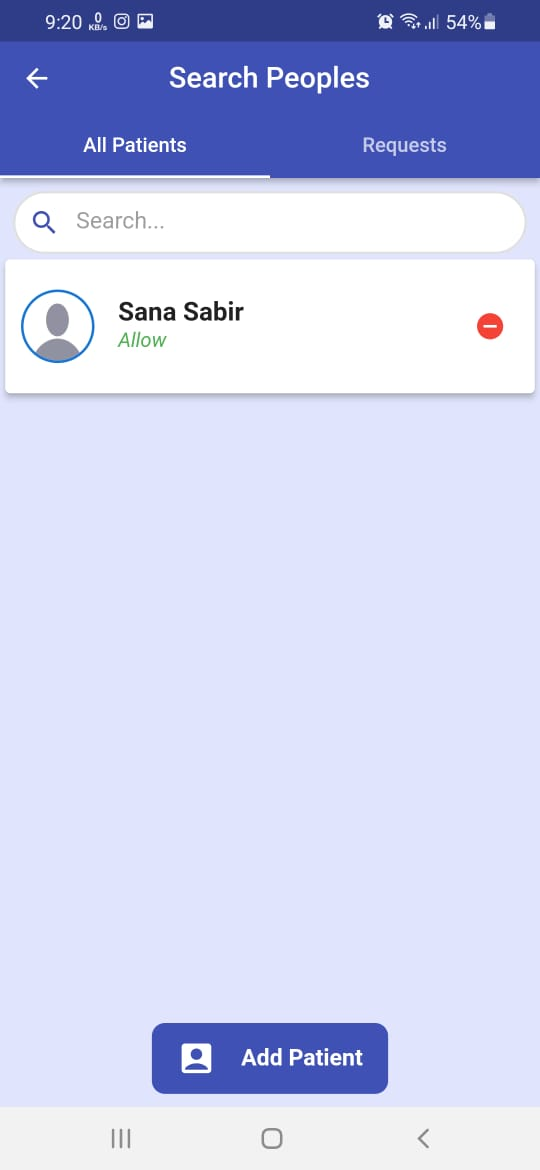 9:20 0 KB/s 54%
Search Peoples
All Patients Requests
Search...
Sana Sabir
Allow
Add Patient